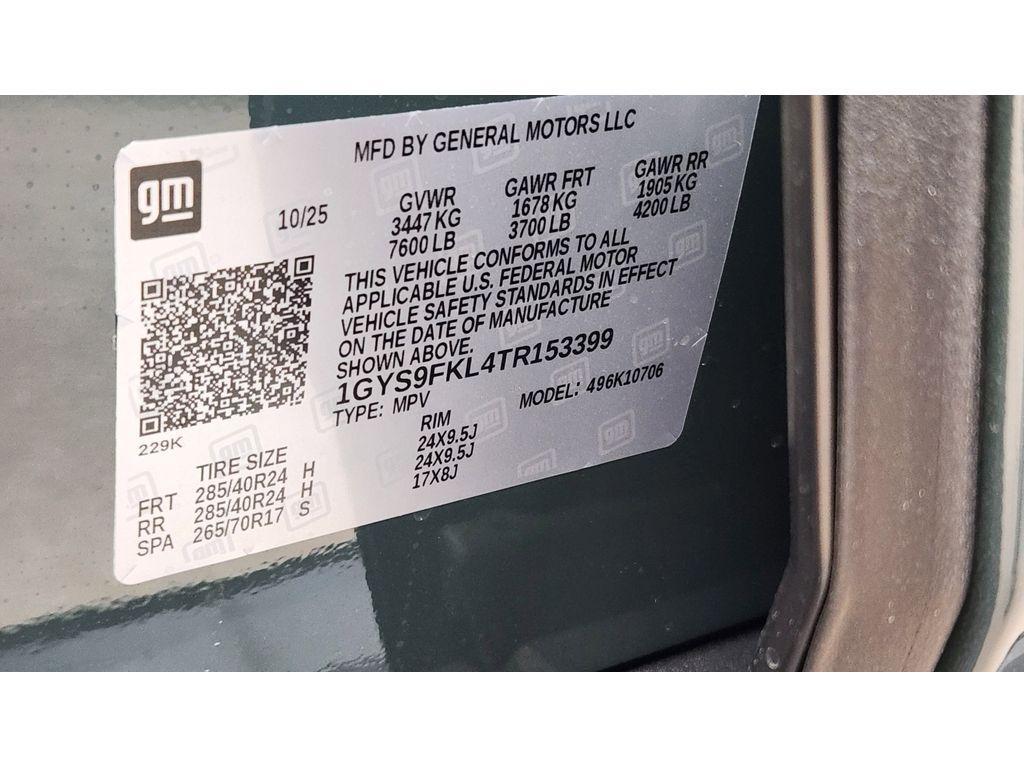 MFD BY GENERAL MOTORS LLC
gm
10/25
GVWR
3447 KG
7600 LB
GAWR FRT
1678 KG
3700 LB
GAWR RR
1905 KG
4200 LB
THIS VEHICLE CONFORMS TO ALL
APPLICABLE U.S. FEDERAL MOTOR
VEHICLE SAFETY STANDARDS IN EFFECT
ON THE DATE OF MANUFACTURE
SHOWN ABOVE.
1GYS9FKL4TR153399
TYPE: MPV MODEL: 496K10706
229K
TIRE SIZE RIM
FRT 285/40R24 H 24X9.5J
RR 285/40R24 H 24X9.5J
SPA 265/70R17 S 17X8J